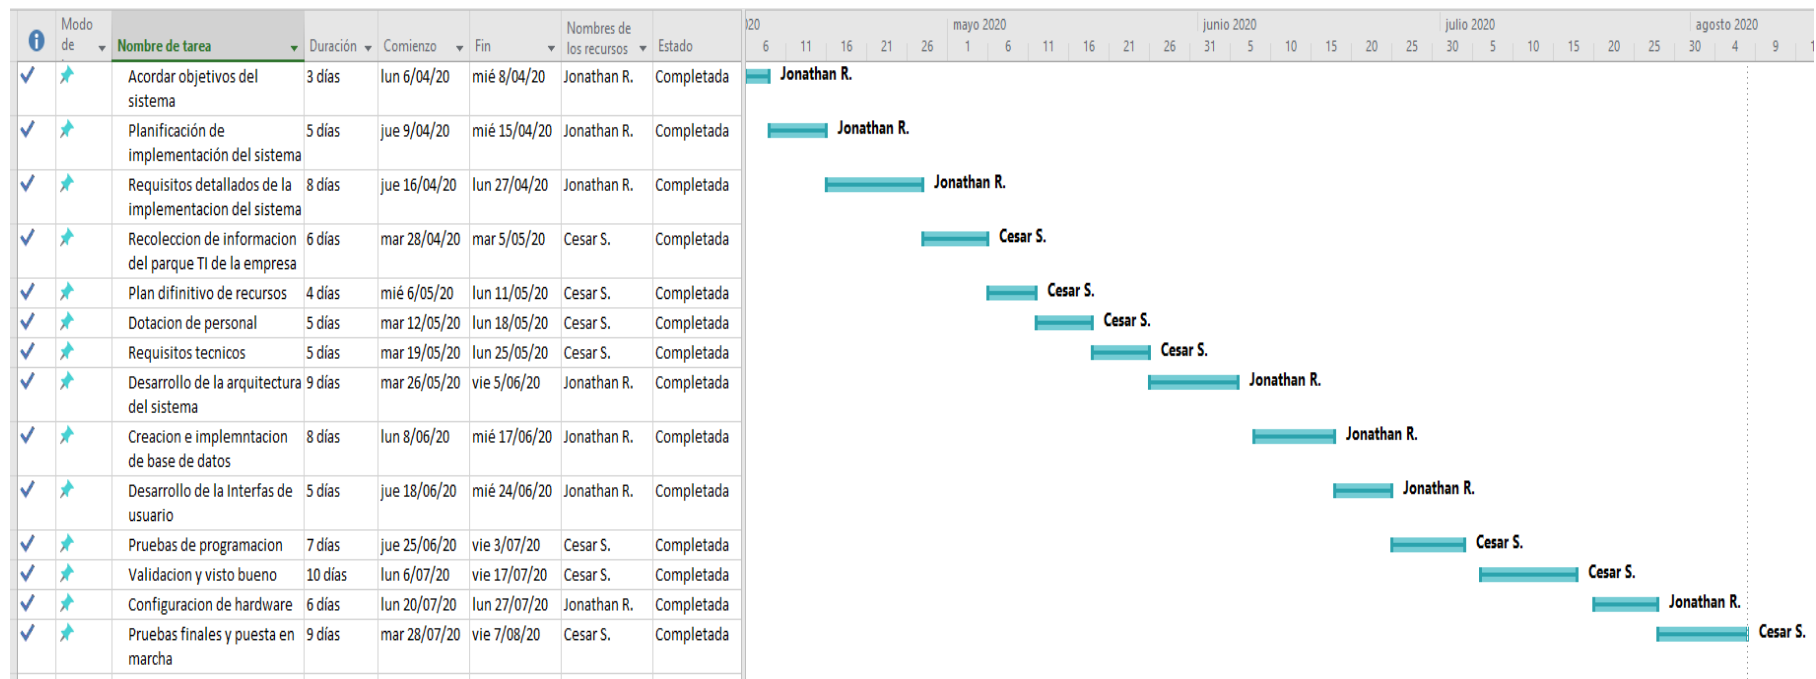 Modo de
Nombre de tarea
Duración
Comienzo
Fin
Nombres de los recursos
Estado
020
mayo 2020
junio 2020
julio 2020
agosto 2020
6 11 16 21 26 1 6 11 16 21 26 31 5 10 15 20 25 30 5 10 15 20 25 30 4 9
Acordar objetivos del sistema 3 días lun 6/04/20 mié 8/04/20 Jonathan R. Completada Jonathan R.
Planificación de implementación del sistema 5 días jue 9/04/20 mié 15/04/20 Jonathan R. Completada Jonathan R.
Requisitos detallados de la implementacion del sistema 8 días jue 16/04/20 lun 27/04/20 Jonathan R. Completada Jonathan R.
Recoleccion de informacion del parque TI de la empresa 6 días mar 28/04/20 mar 5/05/20 Cesar S. Completada Cesar S.
Plan difinitivo de recursos 4 días mié 6/05/20 lun 11/05/20 Cesar S. Completada Cesar S.
Dotacion de personal 5 días mar 12/05/20 lun 18/05/20 Cesar S. Completada Cesar S.
Requisitos tecnicos 5 días mar 19/05/20 lun 25/05/20 Cesar S. Completada Cesar S.
Desarrollo de la arquitectura del sistema 9 días mar 26/05/20 vie 5/06/20 Jonathan R. Completada Jonathan R.
Creacion e implemntacion de base de datos 8 días lun 8/06/20 mié 17/06/20 Jonathan R. Completada Jonathan R.
Desarrollo de la Interfas de usuario 5 días jue 18/06/20 mié 24/06/20 Jonathan R. Completada Jonathan R.
Pruebas de programacion 7 días jue 25/06/20 vie 3/07/20 Cesar S. Completada Cesar S.
Validacion y visto bueno 10 días lun 6/07/20 vie 17/07/20 Cesar S. Completada Cesar S.
Configuracion de hardware 6 días lun 20/07/20 lun 27/07/20 Jonathan R. Completada Jonathan R.
Pruebas finales y puesta en marcha 9 días mar 28/07/20 vie 7/08/20 Cesar S. Completada Cesar S.